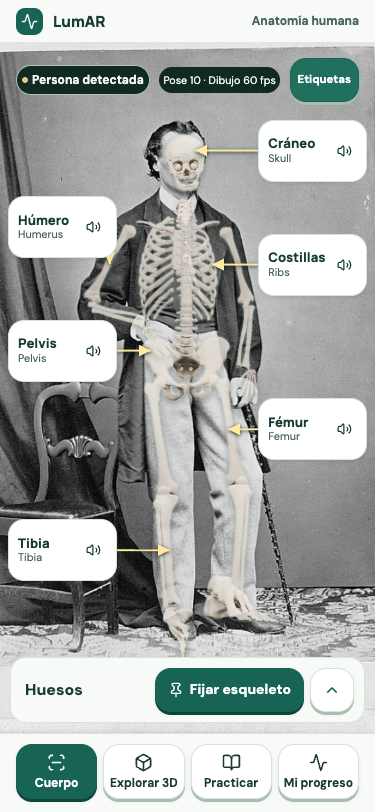 LumAR
Anatomía humana
Persona detectada
Pose 10 · Dibujo 60 fps
Etiquetas
Cráneo
Skull
Húmero
Humerus
Costillas
Ribs
Pelvis
Pelvis
Fémur
Femur
Tibia
Tibia
Huesos
Fijar esqueleto
Cuerpo
Explorar 3D
Practicar
Mi progreso